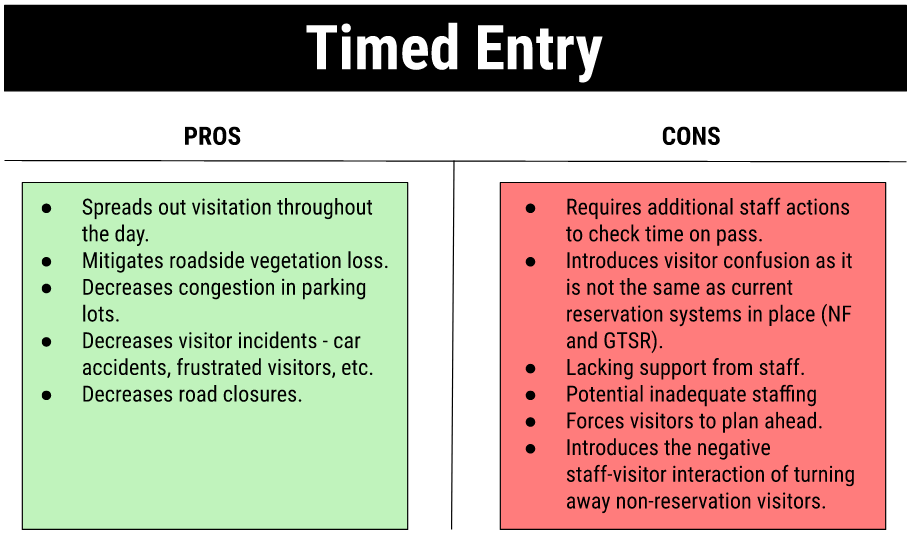 Timed Entry
PROS
CONS
● Spreads out visitation throughout
the day.
● Mitigates roadside vegetation loss.
● Decreases congestion in parking
lots.
● Decreases visitor incidents - car
accidents, frustrated visitors, etc.
● Decreases road closures.
● Requires additional staff actions
to check time on pass.
● Introduces visitor confusion as it
is not the same as current
reservation systems in place (NF
and GTSR).
● Lacking support from staff.
● Potential inadequate staffing
● Forces visitors to plan ahead.
● Introduces the negative
staff-visitor interaction of turning
away non-reservation visitors.